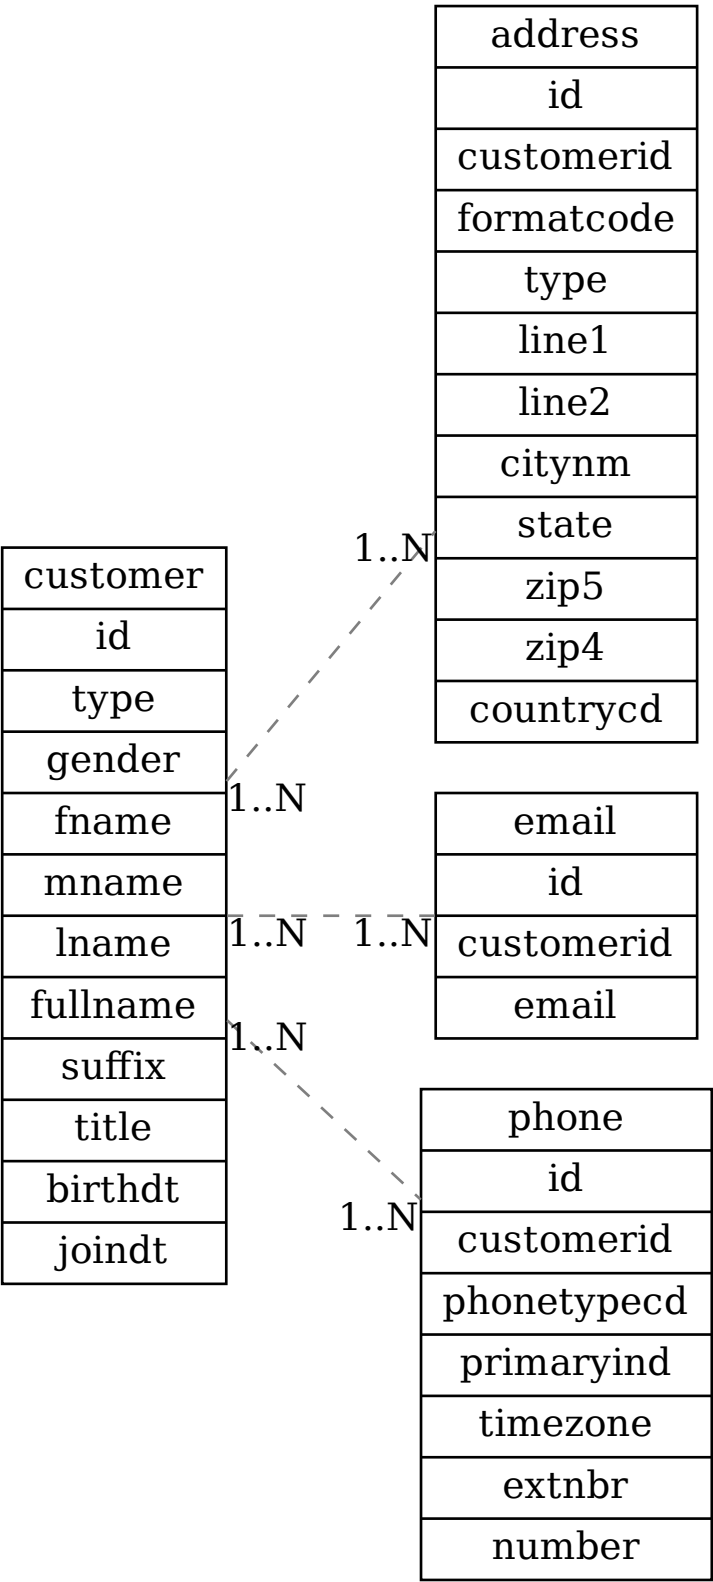 address
id
customerid
formatcode
type
line1
line2
citynm
state
zip5
zip4
countrycd
1..N
customer
id
type
gender
fname
mname
lname
fullname
suffix
title
birthdt
joindt
1..N
1..N
1..N
1..N
1..N
email
id
customerid
email
phone
id
customerid
phonetypecd
primaryind
timezone
extnbr
number